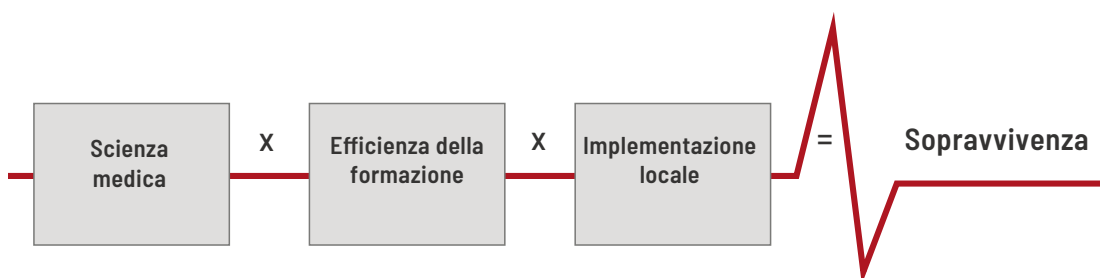 Scienza
medica
x
Efficienza della
formazione
x
Implementazione
locale
=
Sopravvivenza